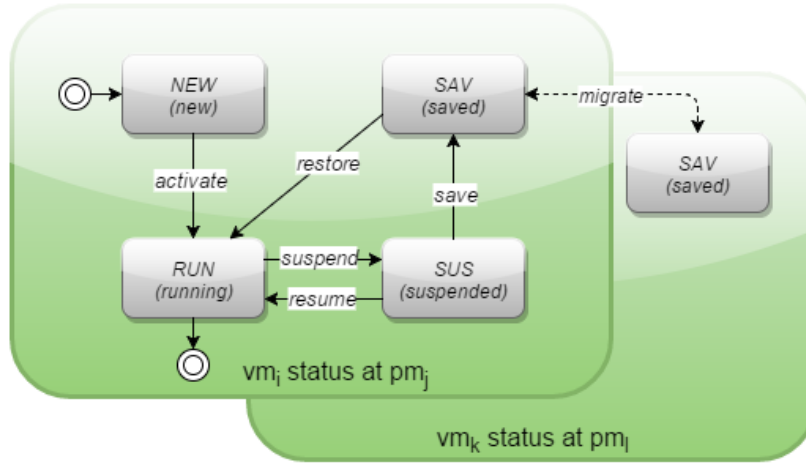 NEW
(new)
SAV
(saved)
migrate
SAV
(saved)
activate
restore
save
RUN
(running)
suspend
resume
SUS
(suspended)
vmi status at pmj
vmk status at pml